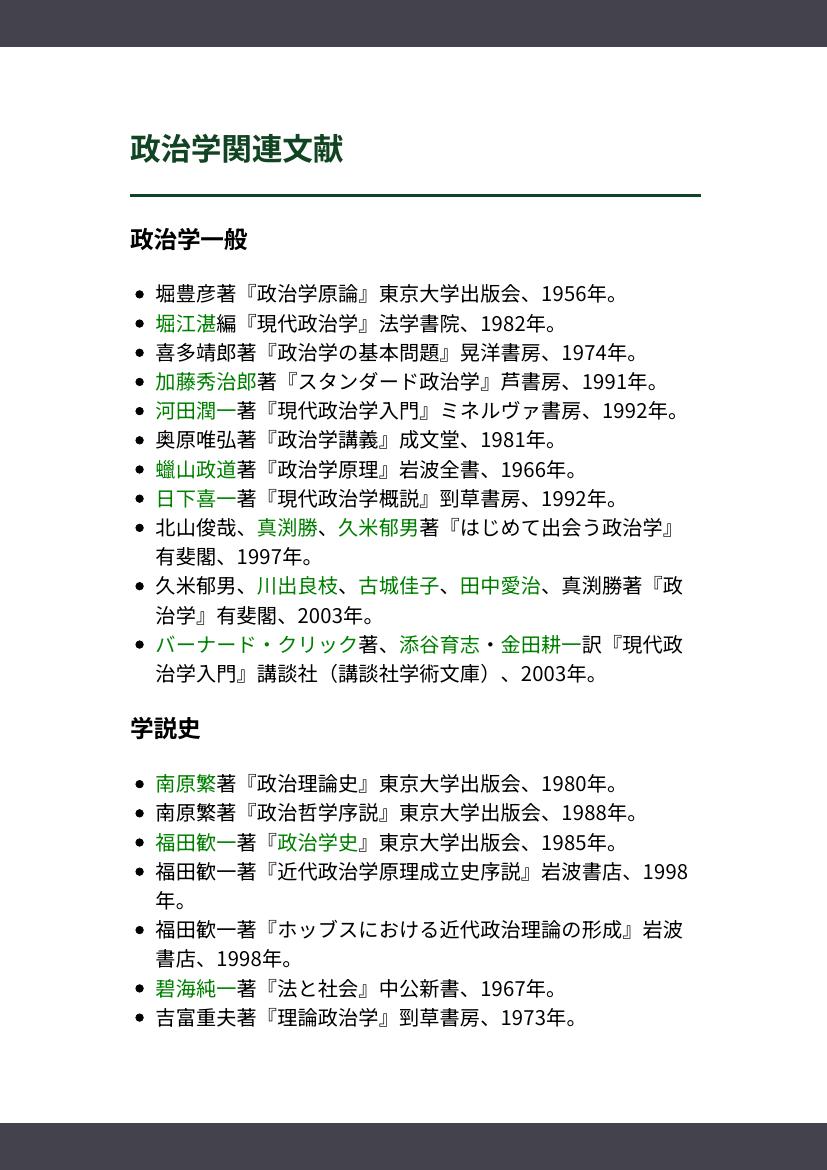 政治学関連文献
政治学一般
• 堀豊彦著『政治学原論』東京大学出版会、1956年。
• 堀江湛編『現代政治学』法学書院、1982年。
• 喜多靖郎著『政治学の基本問題』晃洋書房、1974年。
• 加藤秀治郎著『スタンダード政治学』芦書房、1991年。
• 河田潤一著『現代政治学入門』ミネルヴァ書房、1992年。
• 奥原唯弘著『政治学講義』成文堂、1981年。
• 蠟山政道著『政治学原理』岩波全書、1966年。
• 日下喜一著『現代政治学概説』勁草書房、1992年。
• 北山俊哉、真渕勝、久米郁男著『はじめて出会う政治学』
有斐閣、1997年。
• 久米郁男、川出良枝、古城佳子、田中愛治、真渕勝著『政
治学』有斐閣、2003年。
• バーナード・クリック著、添谷育志・金田耕一訳『現代政
治学入門』講談社（講談社学術文庫）、2003年。
学説史
• 南原繁著『政治理論史』東京大学出版会、1980年。
• 南原繁著『政治哲学序説』東京大学出版会、1988年。
• 福田歓一著『政治学史』東京大学出版会、1985年。
• 福田歓一著『近代政治学原理成立史序説』岩波書店、1998
年。
• 福田歓一著『ホッブスにおける近代政治理論の形成』岩波
書店、1998年。
• 碧海純一著『法と社会』中公新書、1967年。
• 吉富重夫著『理論政治学』勁草書房、1973年。